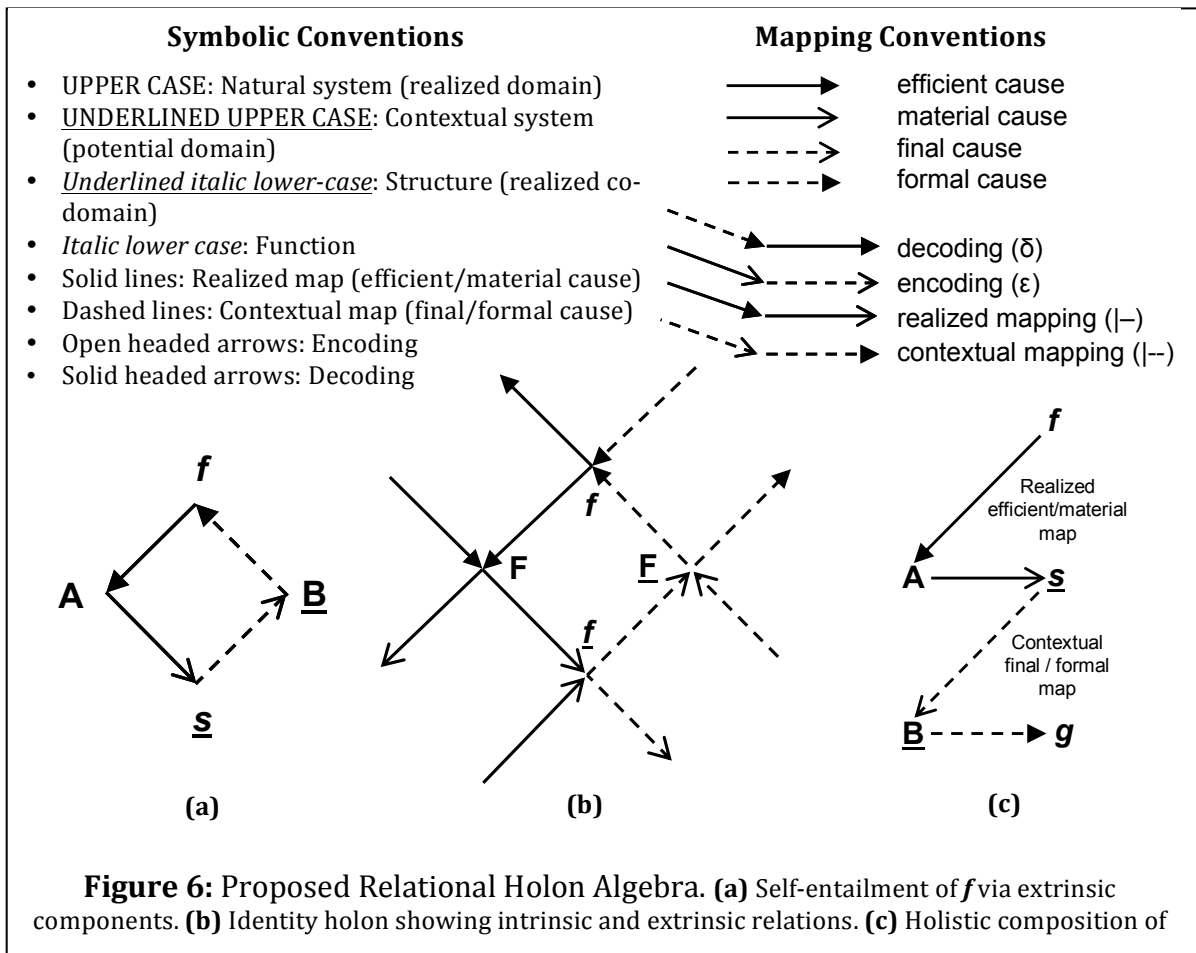 Symbolic Conventions
• UPPER CASE: Natural system (realized domain)
• UNDERLINED UPPER CASE: Contextual system
(potential domain)
• Underlined italic lower-case: Structure (realized co-
domain)
• Italic lower case: Function
• Solid lines: Realized map (efficient/material cause)
• Dashed lines: Contextual map (final/formal cause)
• Open headed arrows: Encoding
• Solid headed arrows: Decoding
Mapping Conventions
efficient cause
material cause
final cause
formal cause
decoding (δ)
encoding (ε)
realized mapping (|–)
contextual mapping (|--)
f
A
B
s
(a)
f
F
F
f
(b)
f
Realized
efficient/material
map
A
s
Contextual
final / formal
map
B
g
(c)
Figure 6: Proposed Relational Holon Algebra. (a) Self-entailment of f via extrinsic
components. (b) Identity holon showing intrinsic and extrinsic relations. (c) Holistic composition of